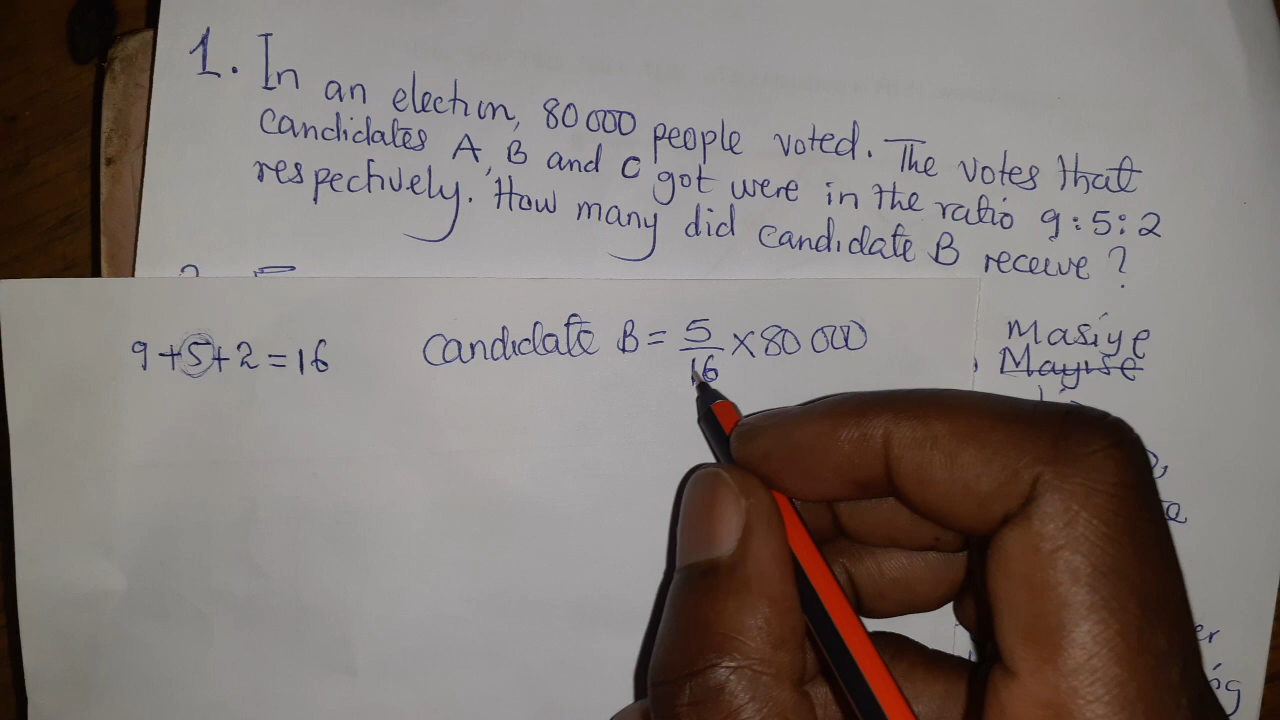 1. In an election, 80 000 people voted. The votes that
candidates A, B and C got were in the ratio 9:5:2
respectively. How many did candidate B receive?
9+5+2=16
Candidate B = 5/16 × 80 000
Masiye